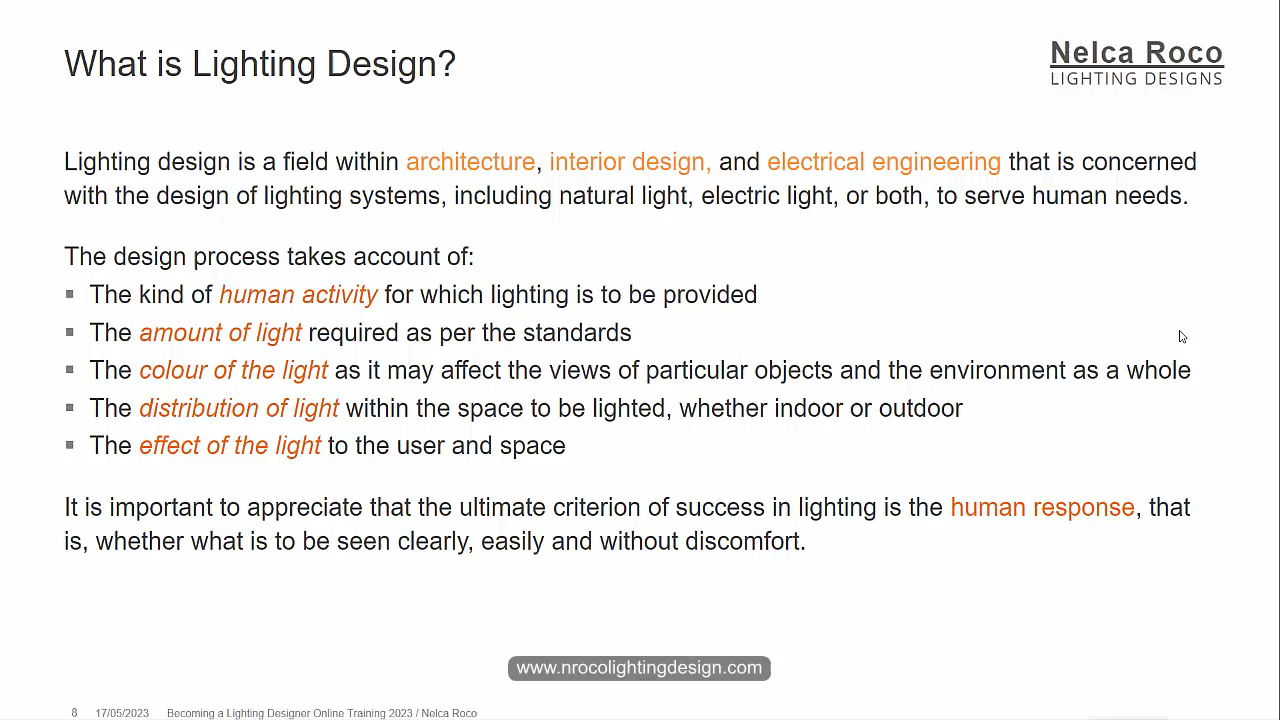 What is Lighting Design?
Nelca Roco
LIGHTING DESIGNS
Lighting design is a field within architecture, interior design, and electrical engineering that is concerned
with the design of lighting systems, including natural light, electric light, or both, to serve human needs.
The design process takes account of:
▪ The kind of human activity for which lighting is to be provided
▪ The amount of light required as per the standards
▪ The colour of the light as it may affect the views of particular objects and the environment as a whole
▪ The distribution of light within the space to be lighted, whether indoor or outdoor
▪ The effect of the light to the user and space
It is important to appreciate that the ultimate criterion of success in lighting is the human response, that
is, whether what is to be seen clearly, easily and without discomfort.
www.nrocolightingdesign.com
8 17/05/2023 Becoming a Lighting Designer Online Training 2023 / Nelca Roco